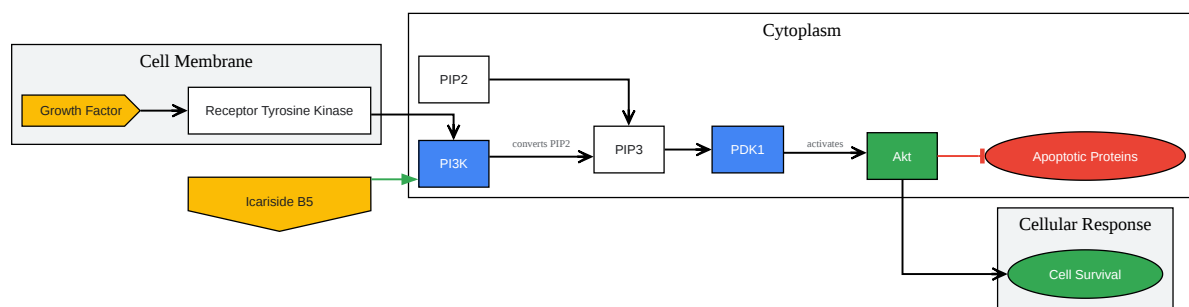 Cytoplasm
Cell Membrane
PIP2
Growth Factor
Receptor Tyrosine Kinase
PI3K
converts PIP2
PIP3
PDK1
activates
Akt
Apoptotic Proteins
Icariside B5
Cellular Response
Cell Survival